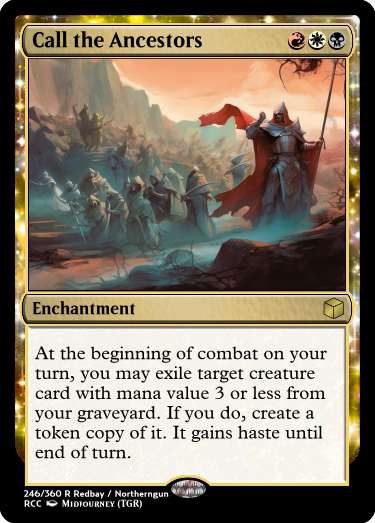 Call the Ancestors
Enchantment
At the beginning of combat on your
turn, you may exile target creature
card with mana value 3 or less from
your graveyard. If you do, create a
token copy of it. It gains haste until
end of turn.
246/360 R Redbay / Northerngun
RCC Midjourney (TGR)